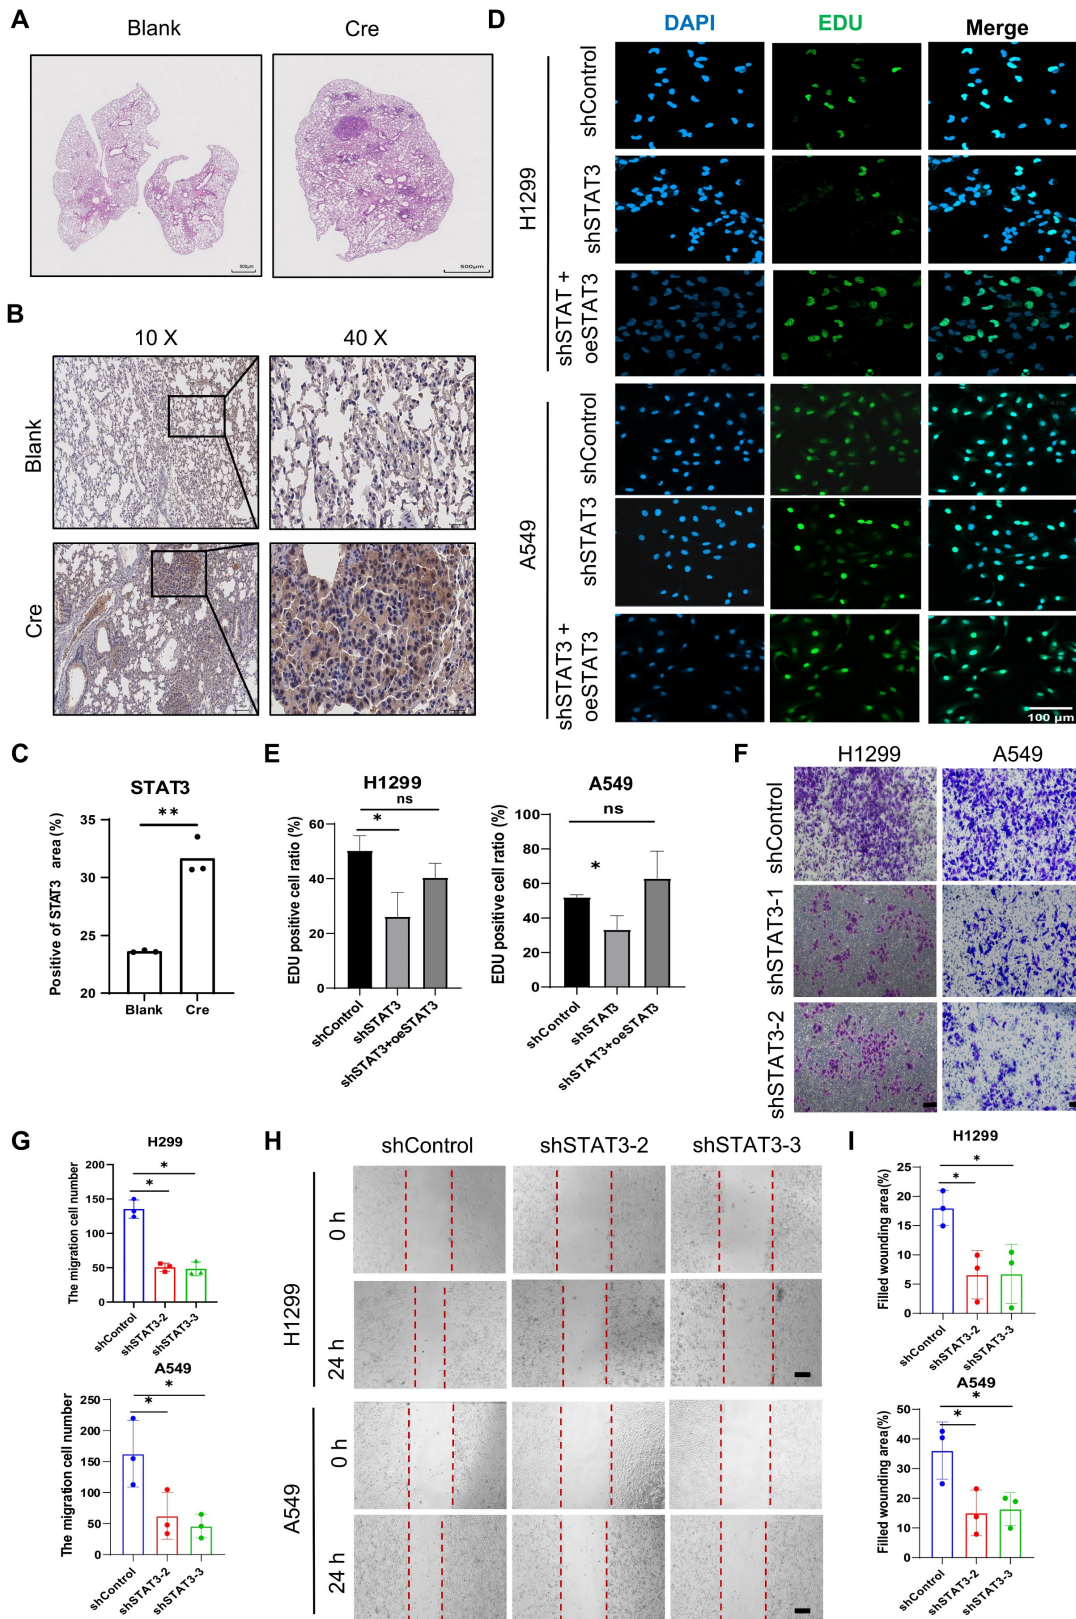 A
Blank
Cre
500μm
500μm
B
10 X
40 X
Blank
Cre
C
STAT3
**
Positive of STAT3 area(%)
35
30
25
20
Blank
Cre
D
DAPI
EDU
Merge
H1299
shControl
shSTAT3
shSTAT +
oeSTAT3
A549
shControl
shSTAT3
shSTAT3 +
oeSTAT3
100 μm
E
H1299
ns
*
EDU positive cell ratio (%)
60
40
20
0
shControl
shSTAT3
shSTAT3+oeSTAT3
A549
ns
*
EDU positive cell ratio (%)
100
80
60
40
20
0
shControl
shSTAT3
shSTAT3+oeSTAT3
F
H1299
A549
shControl
shSTAT3-1
shSTAT3-2
G
H299
*
*
The migration cell number
200
150
100
50
0
shControl
shSTAT3-2
shSTAT3-3
A549
*
*
The migration cell number
250
200
150
100
50
0
shControl
shSTAT3-2
shSTAT3-3
H
shControl
shSTAT3-2
shSTAT3-3
H1299
0 h
24 h
A549
0 h
24 h
I
H1299
*
*
Filled wounding area(%)
25
20
15
10
5
0
shControl
shSTAT3-2
shSTAT3-3
A549
*
*
Filled wounding area(%)
50
40
30
20
10
0
shControl
shSTAT3-2
shSTAT3-3